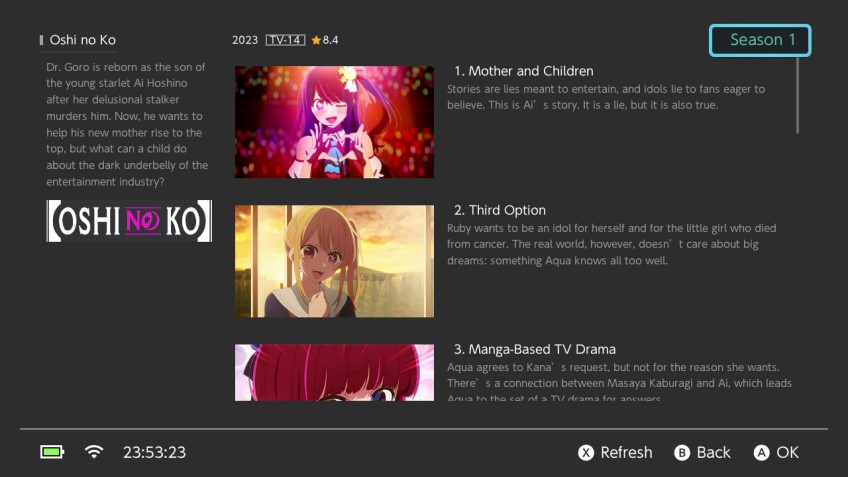 Oshi no Ko
2023 TV-14 8.4
Season 1
Dr. Goro is reborn as the son of
the young starlet Ai Hoshino
after her delusional stalker
murders him. Now, he wants to
help his new mother rise to the
top, but what can a child do
about the dark underbelly of the
entertainment industry?
【OSHI NO KO】
1. Mother and Children
Stories are lies meant to entertain, and idols lie to fans eager to
believe. This is Ai’s story. It is a lie, but it is also true.
2. Third Option
Ruby wants to be an idol for herself and for the little girl who died
from cancer. The real world, however, doesn’t care about big
dreams: something Aqua knows all too well.
3. Manga-Based TV Drama
Aqua agrees to Kana’s request, but not for the reason she wants.
There’s a connection between Masaya Kaburagi and Ai, which leads
Aqua to the set of a TV drama for answers.
23:53:23
X Refresh B Back A OK